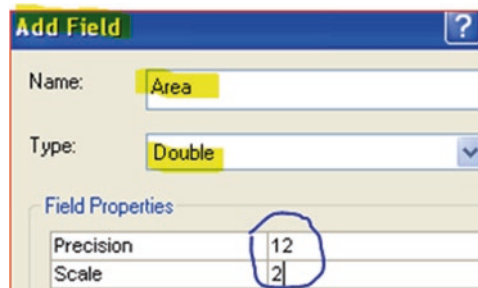 Add Field ?
Name: Area
Type: Double
Field Properties
Precision 12
Scale 2